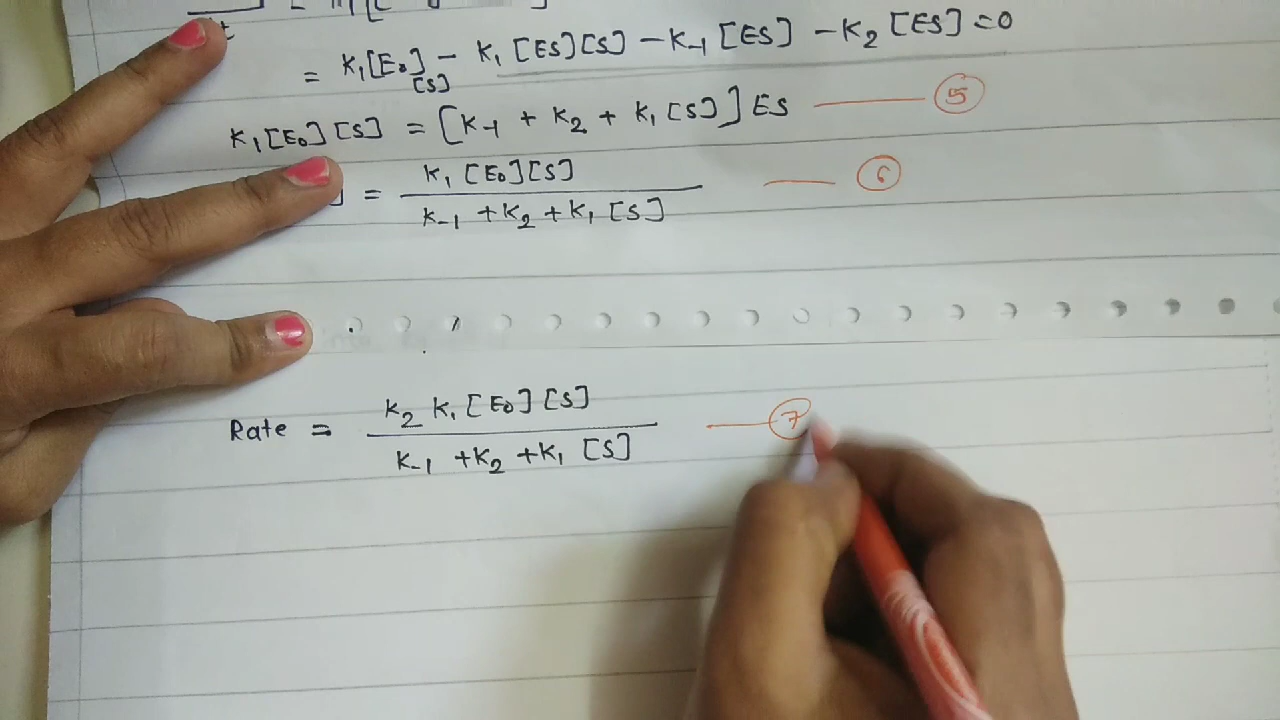 = K₁[E₀][S] - K₁[ES][S] - K₋₁[ES] - K₂[ES] = 0
K₁[E₀][S] = [K₋₁ + K₂ + K₁[S]]ES — 5
] = K₁[E₀][S] / K₋₁ + K₂ + K₁[S] — 6
Rate = K₂ K₁[E₀][S] / K₋₁ + K₂ + K₁[S] — 7